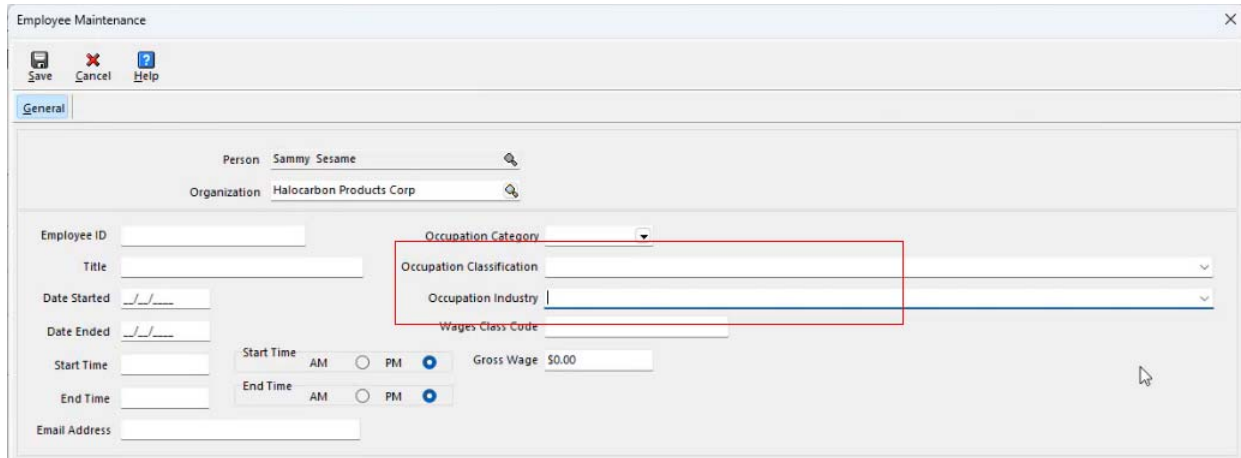 Employee Maintenance
Save Cancel Help
General
Person Sammy Sesame
Organization Halocarbon Products Corp
Employee ID Occupation Category
Title Occupation Classification
Date Started __/__/____ Occupation Industry
Date Ended __/__/____ Wages Class Code
Start Time Start Time AM PM Gross Wage $0.00
End Time End Time AM PM
Email Address